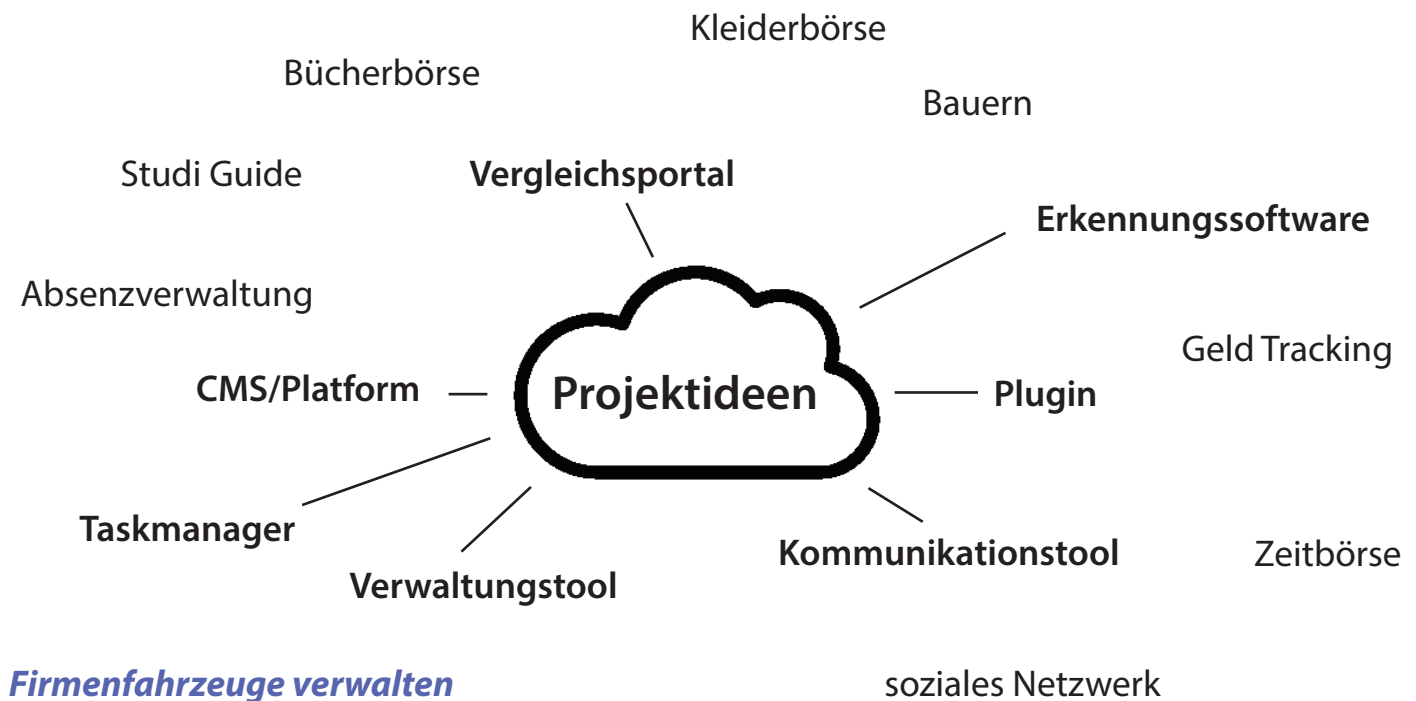 Kleiderbörse
Bücherbörse
Bauern
Studi Guide
Vergleichsportal
Erkennungssoftware
Absenzverwaltung
Geld Tracking
CMS/Platform
Projektideen
Plugin
Taskmanager
Kommunikationstool
Zeitbörse
Verwaltungstool
Firmenfahrzeuge verwalten
soziales Netzwerk